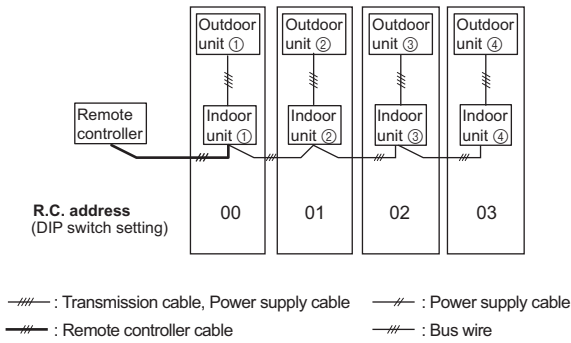 Outdoor unit ①
Outdoor unit ②
Outdoor unit ③
Outdoor unit ④
Remote controller
Indoor unit ①
Indoor unit ②
Indoor unit ③
Indoor unit ④
R.C. address
(DIP switch setting)
00
01
02
03
: Transmission cable, Power supply cable
: Power supply cable
: Remote controller cable
: Bus wire